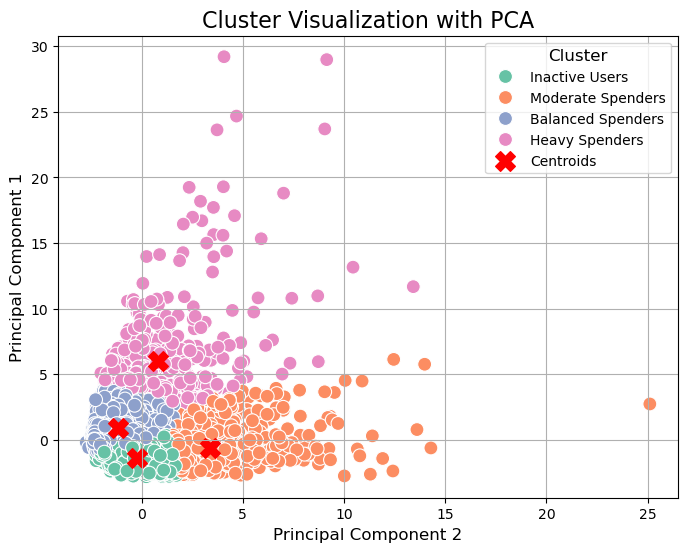 Cluster Visualization with PCA
Cluster
Inactive Users
Moderate Spenders
Balanced Spenders
Heavy Spenders
Centroids
Principal Component 1
30
25
20
15
10
5
0
0
5
10
15
20
25
Principal Component 2